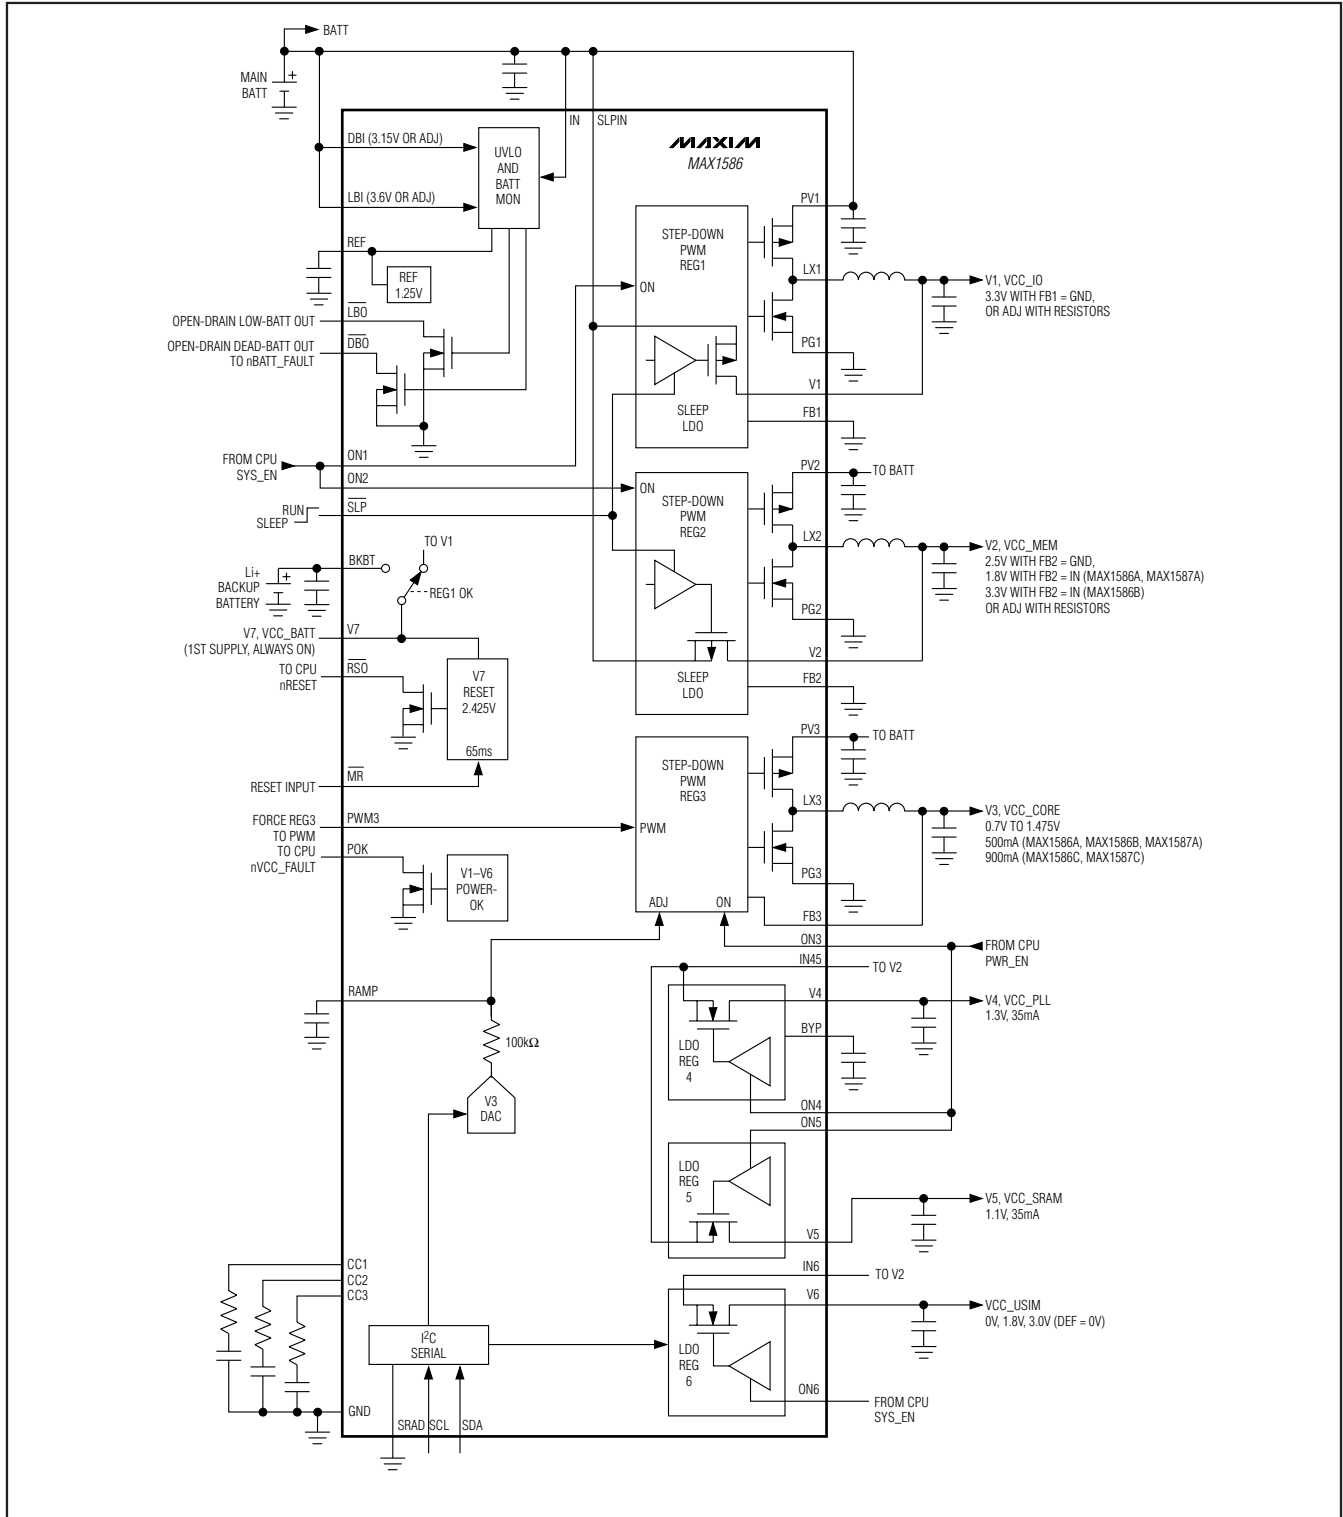 BATT
MAIN
BATT
IN
SLPIN
MAXIM
MAX1586
DBI (3.15V OR ADJ)
UVLO
AND
BATT
MON
LBI (3.6V OR ADJ)
REF
REF
1.25V
LBO
OPEN-DRAIN LOW-BATT OUT
OPEN-DRAIN DEAD-BATT OUT
TO nBATT_FAULT
DBO
PV1
STEP-DOWN
PWM
REG1
ON
LX1
V1, VCC_IO
3.3V WITH FB1 = GND,
OR ADJ WITH RESISTORS
PG1
V1
SLEEP
LDO
FB1
FROM CPU
SYS_EN
ON1
ON2
RUN
SLEEP
SLP
PV2
TO BATT
ON
STEP-DOWN
PWM
REG2
LX2
V2, VCC_MEM
2.5V WITH FB2 = GND,
1.8V WITH FB2 = IN (MAX1586A, MAX1587A)
3.3V WITH FB2 = IN (MAX1586B)
OR ADJ WITH RESISTORS
PG2
V2
SLEEP
LDO
FB2
Li+
BACKUP
BATTERY
BKBT
TO V1
REG1 OK
V7, VCC_BATT
(1ST SUPPLY, ALWAYS ON)
V7
TO CPU
nRESET
RSO
V7
RESET
2.425V
65ms
RESET INPUT
MR
PV3
TO BATT
STEP-DOWN
PWM
REG3
LX3
PWM
V3, VCC_CORE
0.7V TO 1.475V
500mA (MAX1586A, MAX1586B, MAX1587A)
900mA (MAX1586C, MAX1587C)
PG3
ADJ
ON
FB3
FORCE REG3
TO PWM
PWM3
TO CPU
nVCC_FAULT
POK
V1–V6
POWER-
OK
ON3
FROM CPU
PWR_EN
IN45
TO V2
RAMP
100kΩ
V3
DAC
V4
V4, VCC_PLL
1.3V, 35mA
BYP
LDO
REG
4
ON4
ON5
LDO
REG
5
V5, VCC_SRAM
1.1V, 35mA
V5
IN6
TO V2
V6
VCC_USIM
0V, 1.8V, 3.0V (DEF = 0V)
LDO
REG
6
ON6
FROM CPU
SYS_EN
CC1
CC2
CC3
I2C
SERIAL
GND
SRAD
SCL
SDA